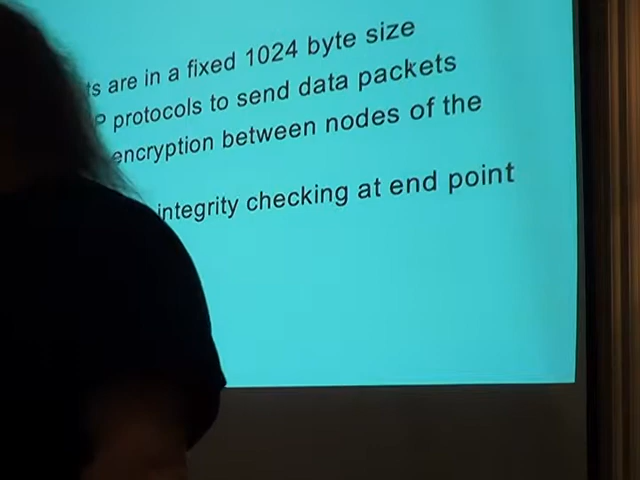 ts are in a fixed 1024 byte size
P protocols to send data packets
encryption between nodes of the
integrity checking at end point